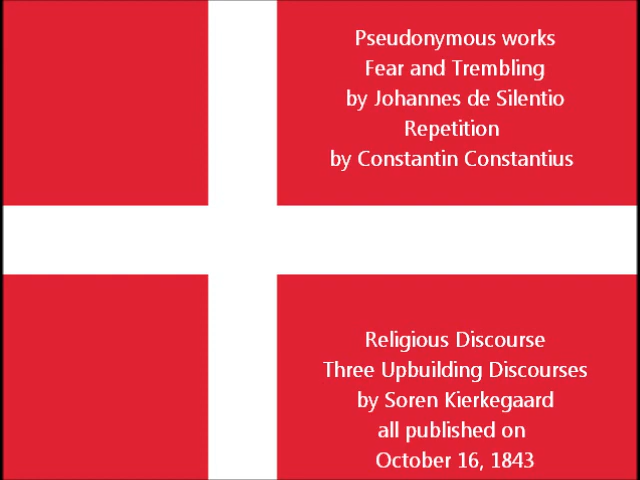 Pseudonymous works
Fear and Trembling
by Johannes de Silentio
Repetition
by Constantin Constantius
Religious Discourse
Three Upbuilding Discourses
by Soren Kierkegaard
all published on
October 16, 1843